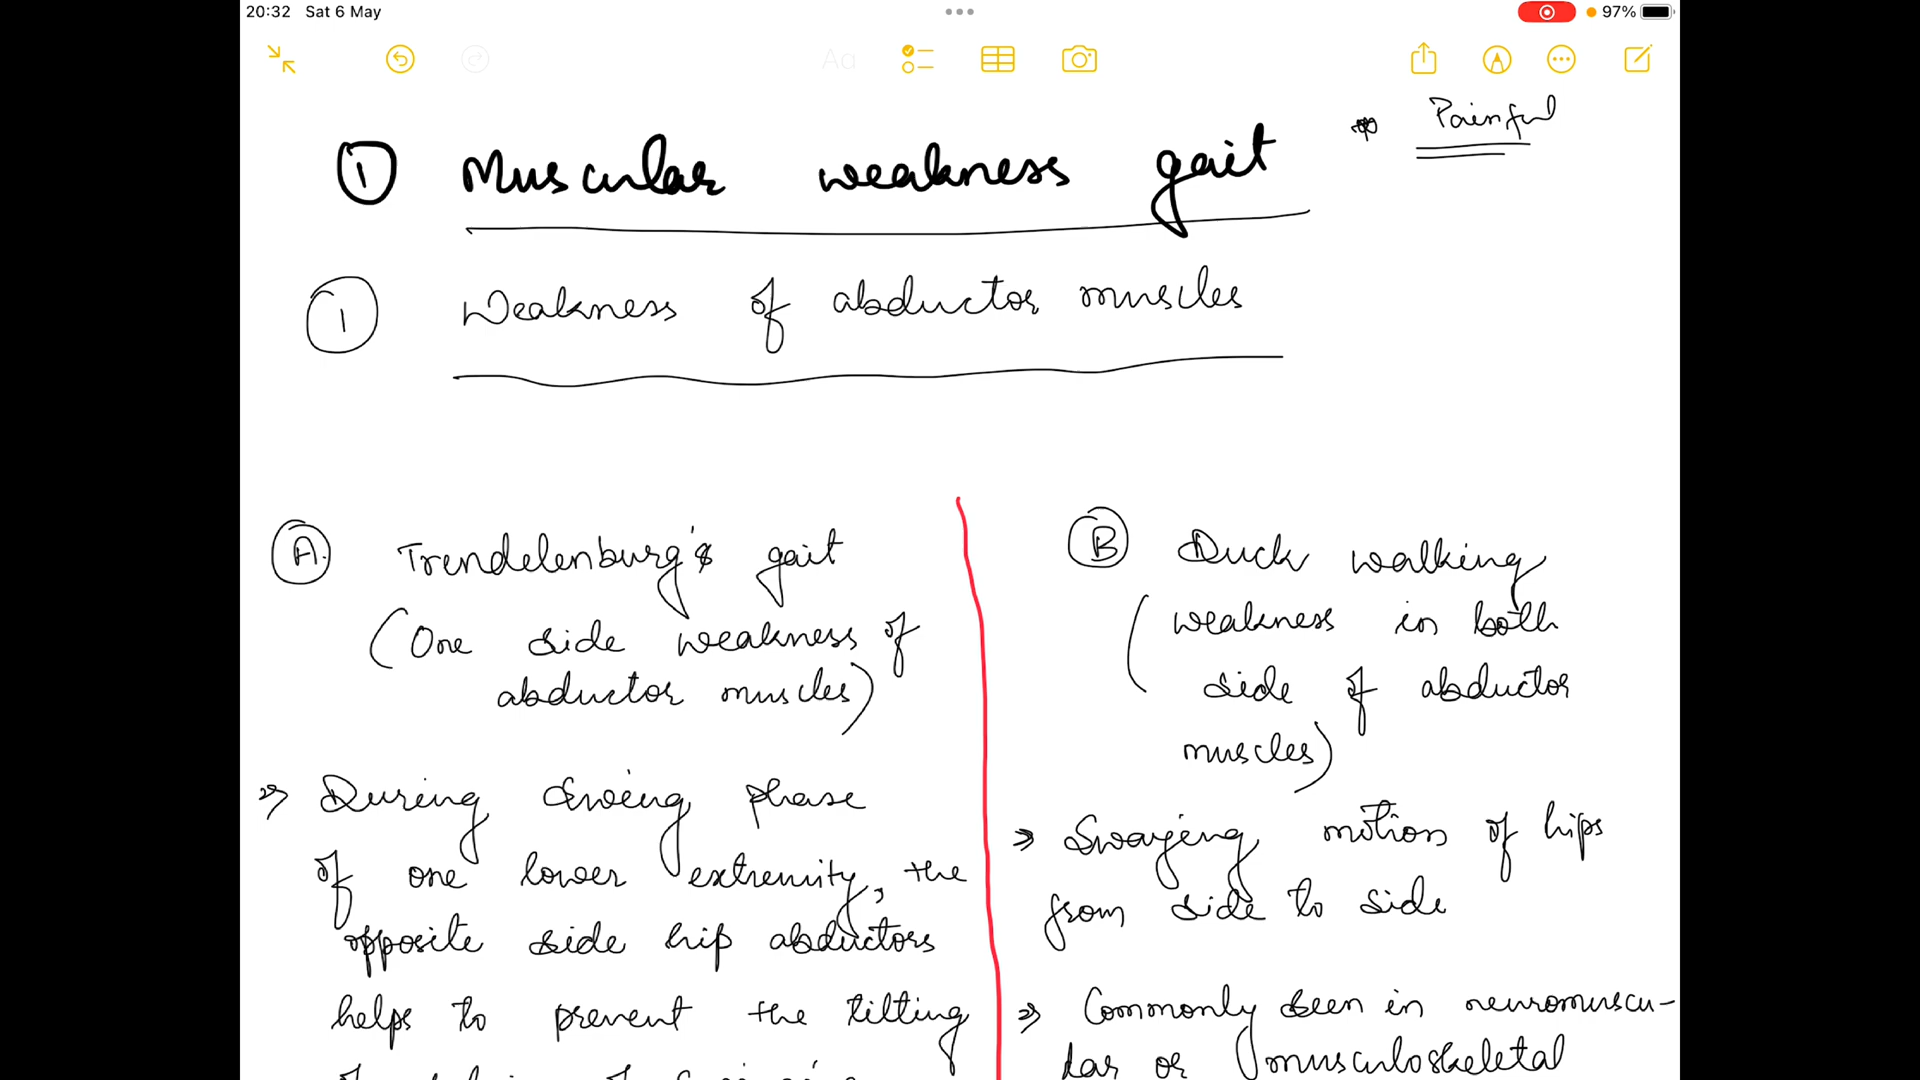 20:32 Sat 6 May
97%
Aa
* Painful
1 Muscular weakness gait
1 Weakness of abductor muscles
A Trendelenburg's gait
(One side weakness of
abductor muscles)
⇒ During swing phase
of one lower extremity, the
opposite side hip abductors
helps to prevent the tilting
B Duck walking
(weakness in both
side of abductor
muscles)
⇒ Swaying motion of hips
from side to side
⇒ Commonly seen in neuromuscu-
lar or musculoskeletal